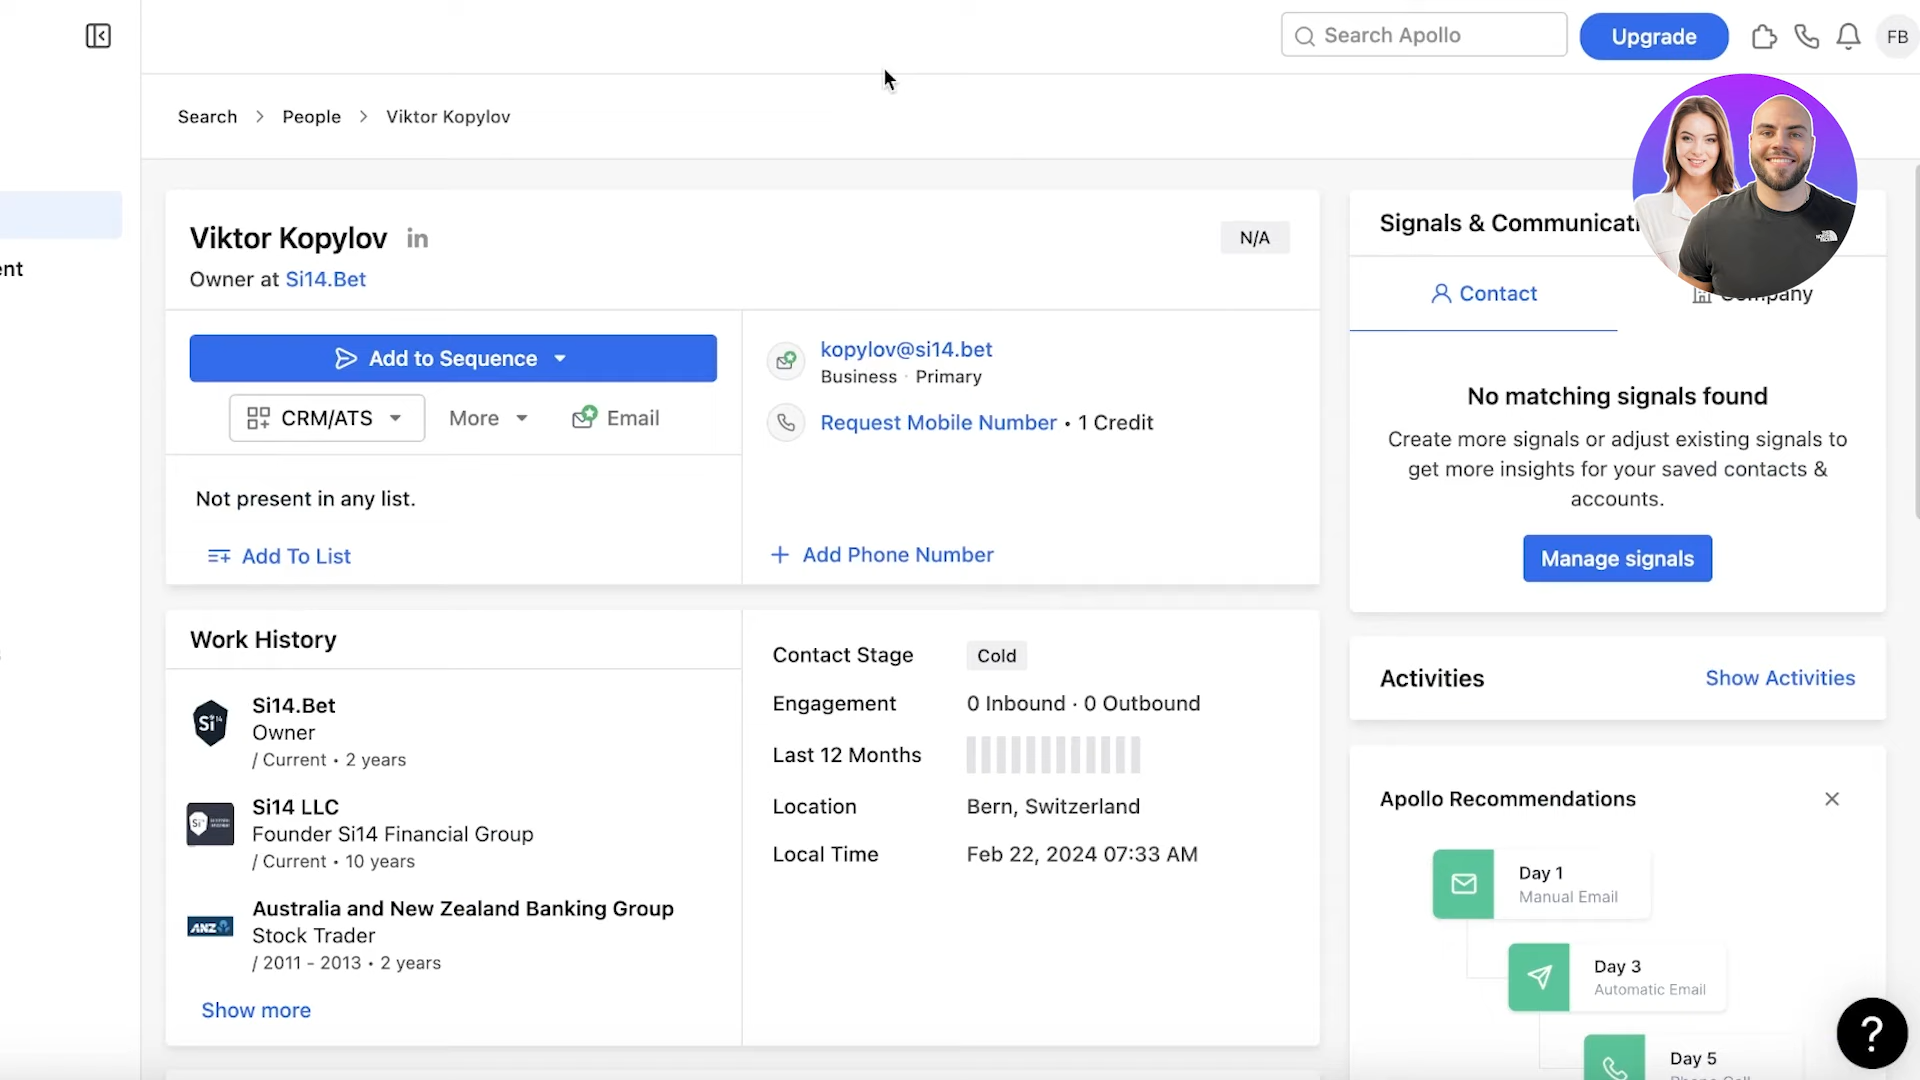 Search Apollo
Upgrade
FB
Search > People > Viktor Kopylov
Viktor Kopylov in
N/A
Owner at Si14.Bet
Add to Sequence
CRM/ATS
More
Email
Not present in any list.
Add To List
kopylov@si14.bet
Business · Primary
Request Mobile Number • 1 Credit
+ Add Phone Number
Work History
Si14.Bet
Owner
/ Current • 2 years
Si14 LLC
Founder Si14 Financial Group
/ Current • 10 years
ANZ
Australia and New Zealand Banking Group
Stock Trader
/ 2011 - 2013 • 2 years
Show more
Contact Stage Cold
Engagement 0 Inbound · 0 Outbound
Last 12 Months
Location Bern, Switzerland
Local Time Feb 22, 2024 07:33 AM
Signals & Communicati
Contact
Company
No matching signals found
Create more signals or adjust existing signals to
get more insights for your saved contacts &
accounts.
Manage signals
Activities
Show Activities
Apollo Recommendations
Day 1
Manual Email
Day 3
Automatic Email
Day 5
Phone Call
?
ent